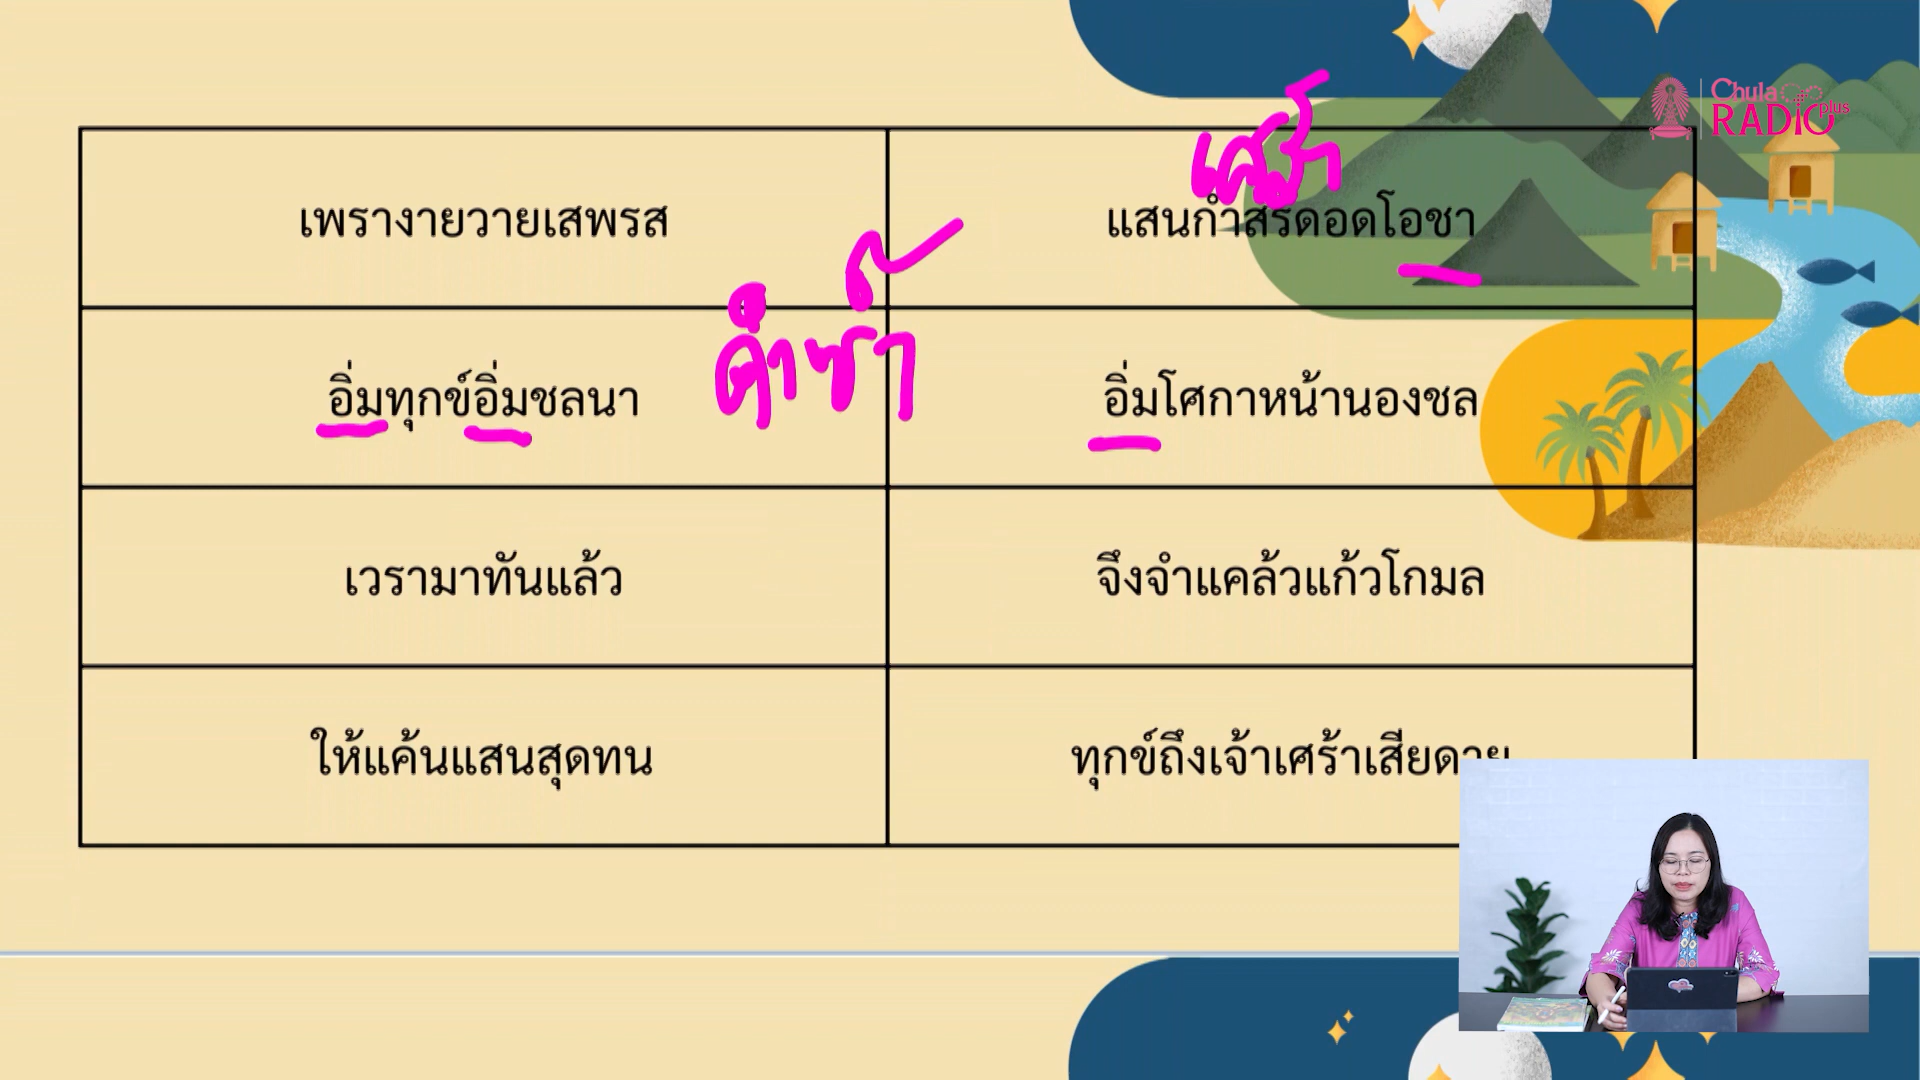 Chula
RADIO plus
เศร้า
เพรางายวายเสพรส แสนกำสรดอดโอชา
คำซ้ำ
อิ่มทุกข์อิ่มชลนา อิ่มโศกาหน้านองชล
เวรามาทันแล้ว จึงจำแคล้วแก้วโกมล
ให้แค้นแสนสุดทน ทุกข์ถึงเจ้าเศร้าเสียดาย